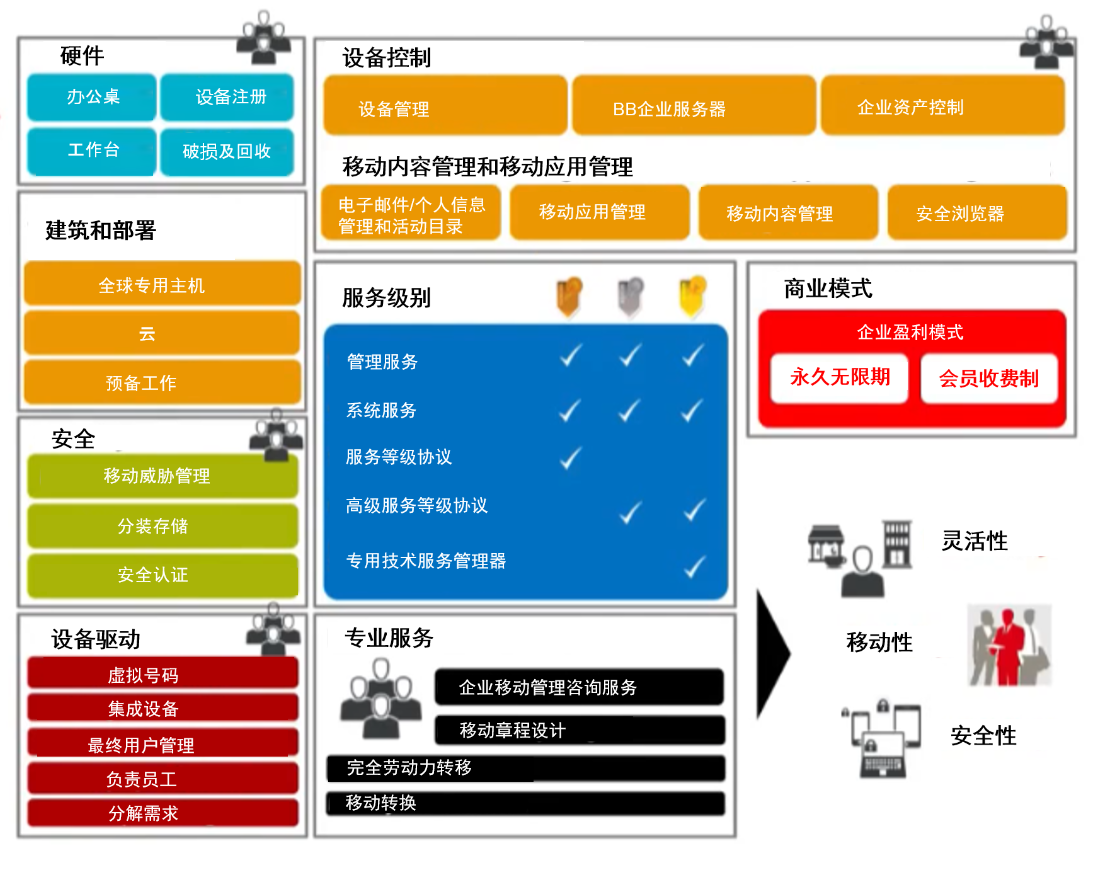 硬件
办公桌
设备注册
工作台
破损及回收
设备控制
设备管理
BB企业服务器
企业资产控制
移动内容管理和移动应用管理
电子邮件/个人信息
管理和活动目录
移动应用管理
移动内容管理
安全浏览器
建筑和部署
全球专用主机
云
预备工作
服务级别
管理服务
系统服务
服务等级协议
高级服务等级协议
专用技术服务管理器
商业模式
企业盈利模式
永久无限期
会员收费制
安全
移动威胁管理
分装存储
安全认证
设备驱动
虚拟号码
集成设备
最终用户管理
负责员工
分解需求
专业服务
企业移动管理咨询服务
移动章程设计
完全劳动力转移
移动转换
灵活性
移动性
安全性